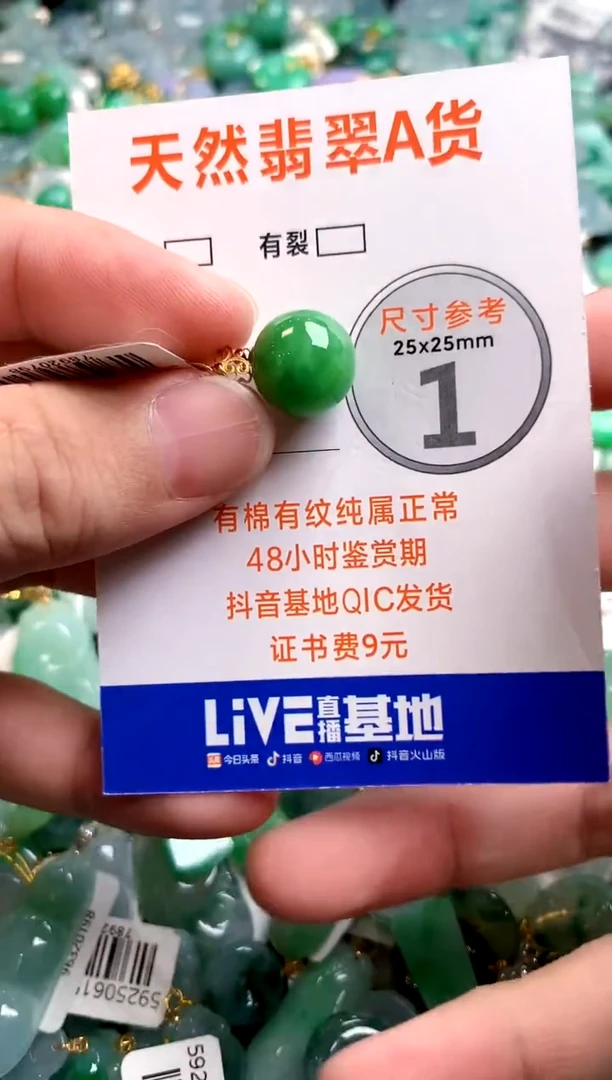 天然翡翠A货
有裂
尺寸参考
25x25mm
1
有棉有纹纯属正常
48小时鉴赏期
抖音基地QIC发货
证书费9元
LiVE直播基地
今日头条 抖音 西瓜视频 抖音火山版
5925061
592